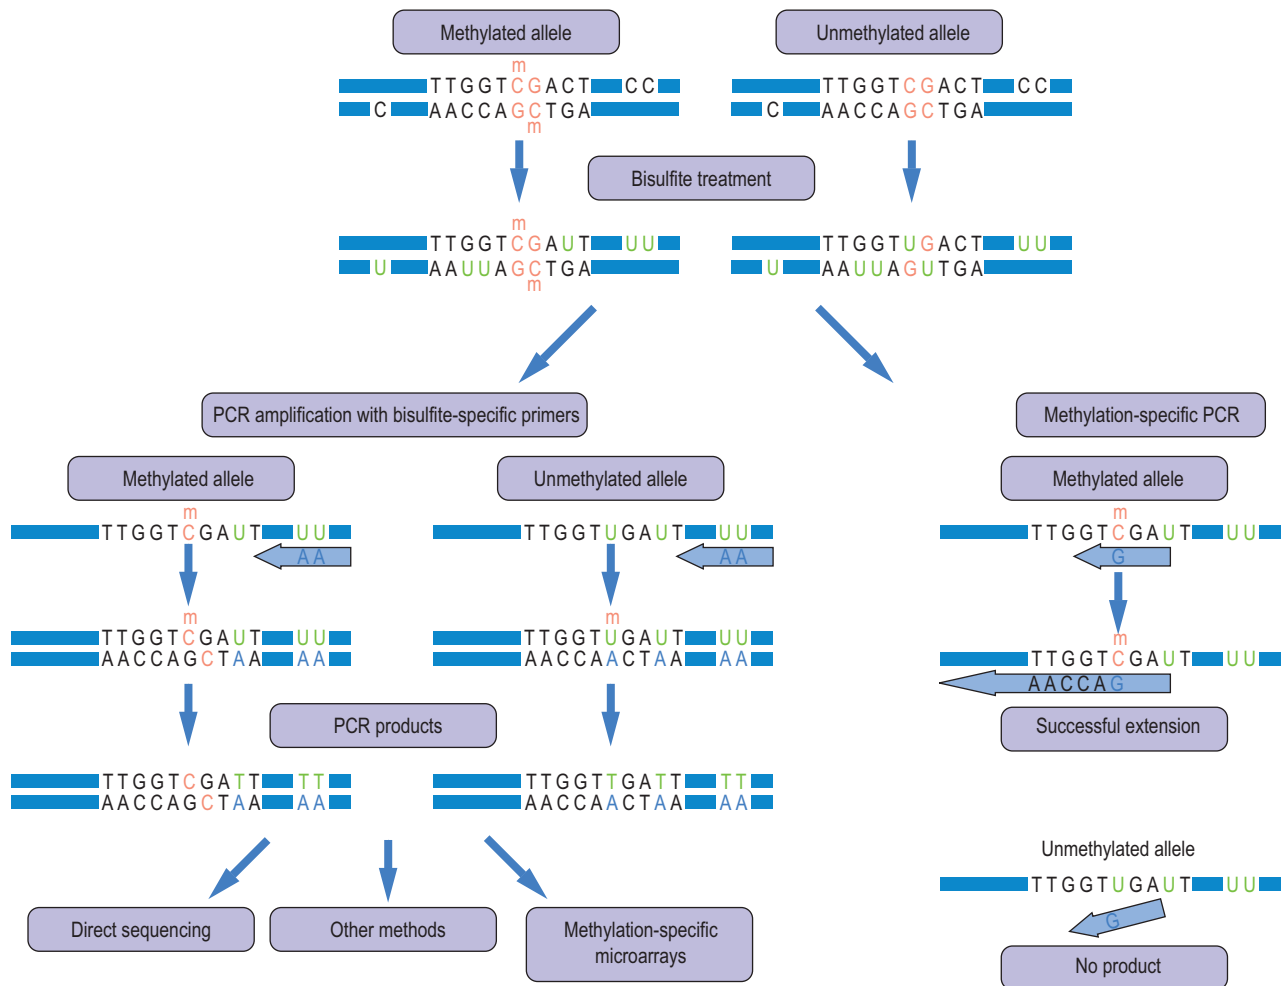 Methylated allele
Unmethylated allele
m
TTGGTCGACT CC
C AACCAGCTGA
m
TTGGTCGACT CC
C AACCAGCTGA
Bisulfite treatment
m
TTGGTCGAUT UU
U AAUUAGCTGA
m
TTGGTUGACT UU
U AAUUAGUTGA
PCR amplification with bisulfite-specific primers
Methylation-specific PCR
Methylated allele
Unmethylated allele
Methylated allele
m
TTGGTCGAUT UU
AA
TTGGTUGAUT UU
AA
m
TTGGTCGAUT UU
G
m
TTGGTCGAUT UU
AACCAGCTAA AA
m
TTGGTUGAUT UU
AACCAACTAA AA
m
TTGGTCGAUT UU
AACCAG
PCR products
Successful extension
TTGGTCGATT TT
AACCAGCTAA AA
TTGGTTGATT TT
AACCAACTAA AA
Unmethylated allele
TTGGTUGAUT UU
G
Direct sequencing
Other methods
Methylation-specific
microarrays
No product